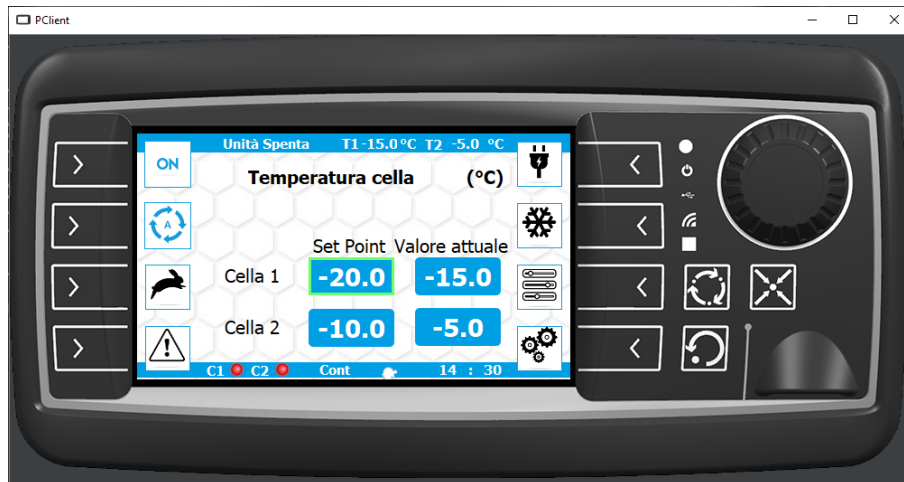 PClient
Unità Spenta T1-15.0°C T2 -5.0 °C
ON
Temperatura cella (°C)
A
Set Point Valore attuale
Cella 1 -20.0 -15.0
Cella 2 -10.0 -5.0
C1 C2 Cont 14 : 30